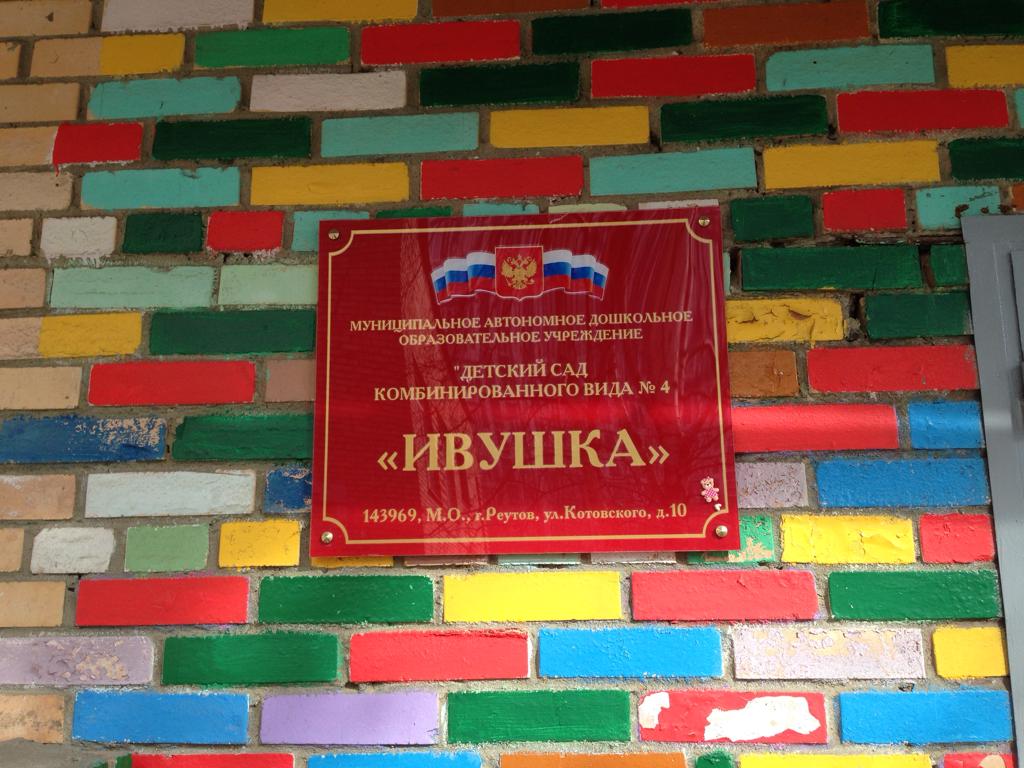 МУНИЦИПАЛЬНОЕ АВТОНОМНОЕ ДОШКОЛЬНОЕ
ОБРАЗОВАТЕЛЬНОЕ УЧРЕЖДЕНИЕ
"ДЕТСКИЙ САД
КОМБИНИРОВАННОГО ВИДА № 4
«ИВУШКА»
143969, М.О., г.Реутов, ул.Котовского, д.10